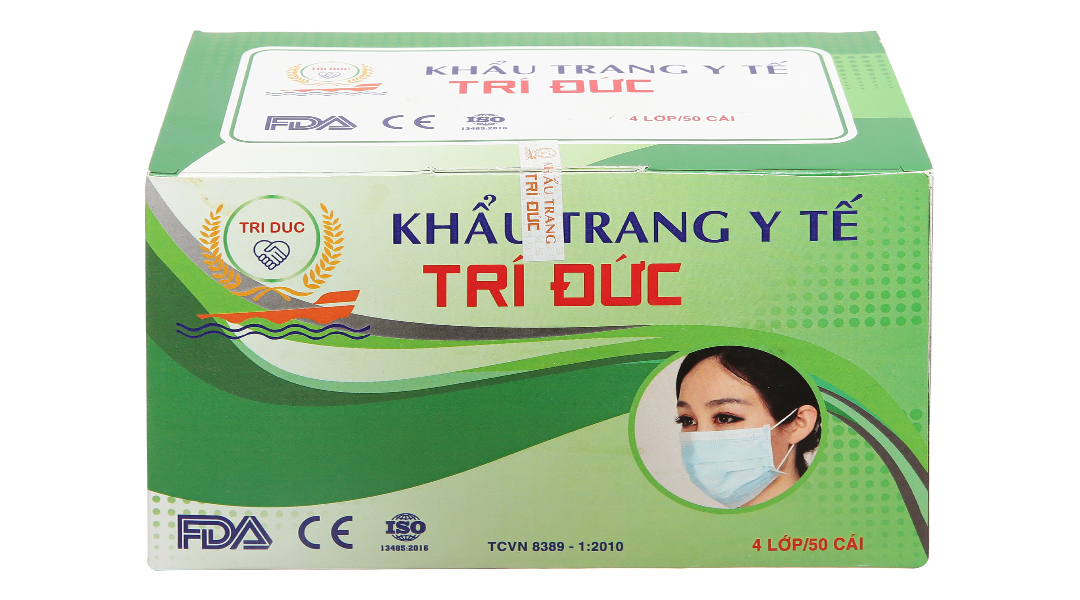 TRI DUC
KHẨU TRANG Y TẾ
TRÍ ĐỨC
FDA CE ISO
13485:2016
4 LỚP/50 CÁI
KHẨU TRANG
TRÍ ĐỨC
TRI DUC
KHẨU TRANG Y TẾ
TRÍ ĐỨC
FDA CE ISO
13485:2016
TCVN 8389 - 1:2010
4 LỚP/50 CÁI